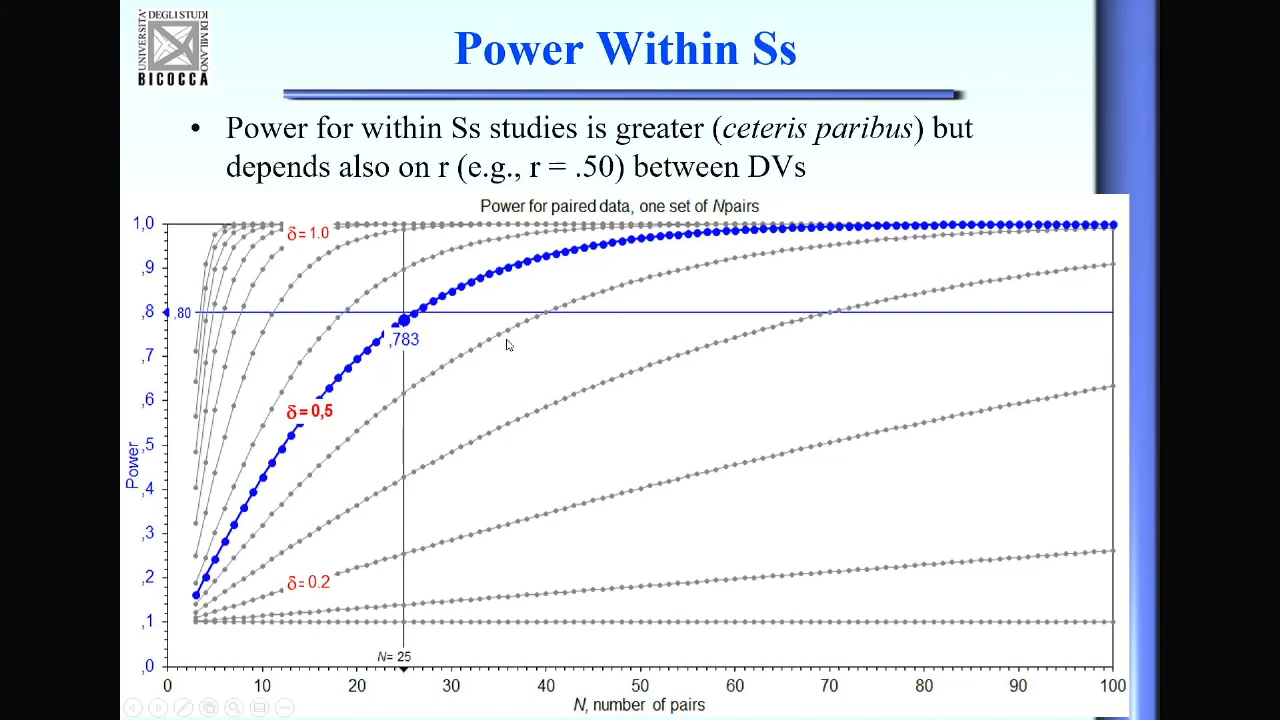 UNIVERSITA'
DEGLI STUDI
DI MILANO
BICOCCA
Power Within Ss
• Power for within Ss studies is greater (ceteris paribus) but
depends also on r (e.g., r = .50) between DVs
Power for paired data, one set of N pairs
1,0
,9
,8
,7
,6
,5
,4
,3
,2
,1
,0
Power
,80
δ = 1.0
,783
δ = 0,5
δ = 0.2
N= 25
0 10 20 30 40 50 60 70 80 90 100
N, number of pairs